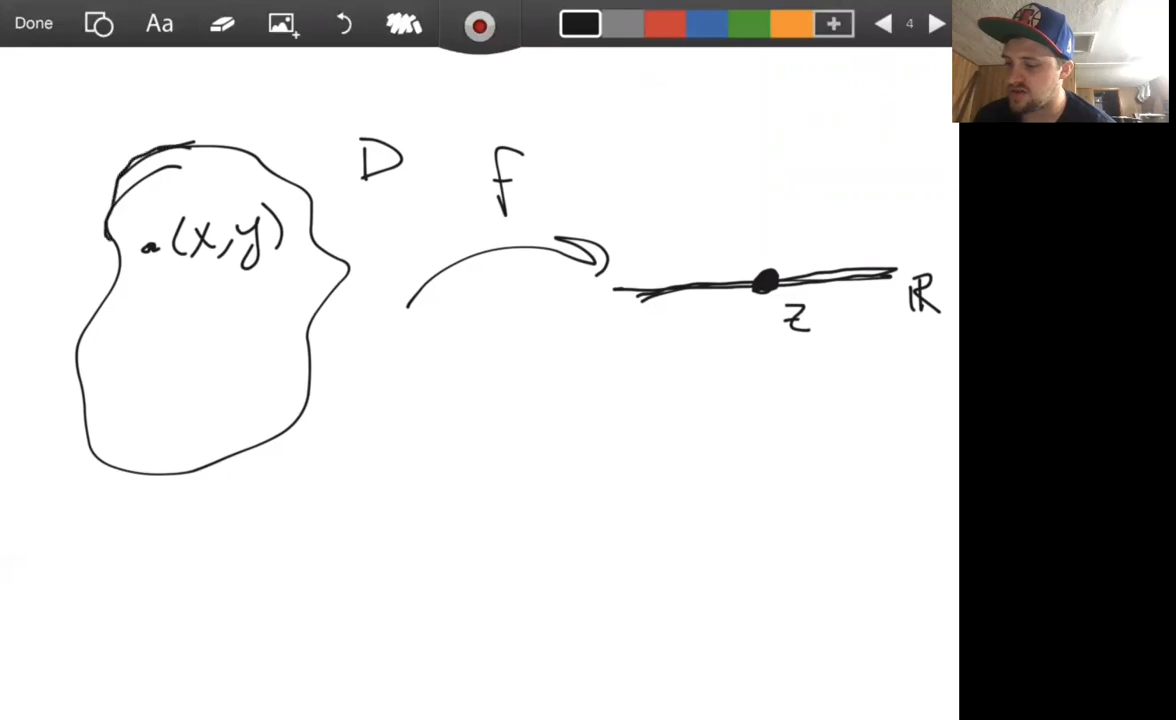 Done Aa 4
D f
(x,y)
ℝ
z